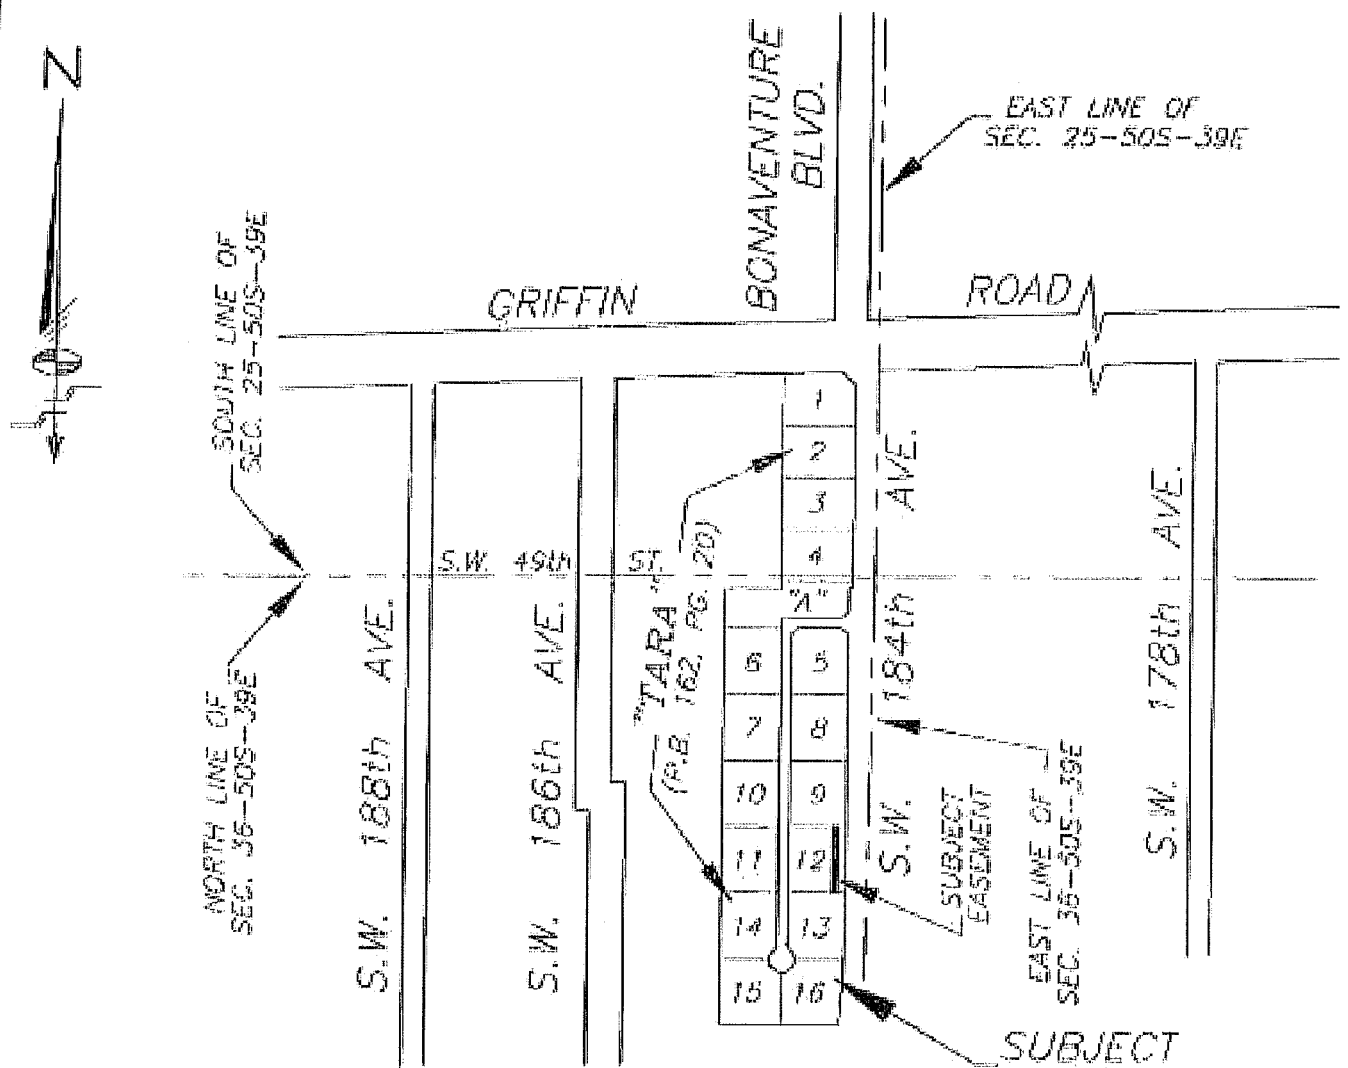 N
BONAVENTURE
BLVD.
EAST LINE OF
SEC. 25-50S-39E
SOUTH LINE OF
SEC. 25-50S-39E
GRIFFIN
ROAD
1
2
3
4
"A"
S.W. 49th ST.
"TARA"
(P.B. 162, PG. 20)
6
5
7
8
10
9
11
12
14
13
15
16
NORTH LINE OF
SEC. 36-50S-39E
S.W. 188th AVE.
S.W. 186th AVE.
S.W. 184th AVE.
S.W. 178th AVE.
SUBJECT
EASEMENT
EAST LINE OF
SEC. 36-50S-39E
SUBJECT